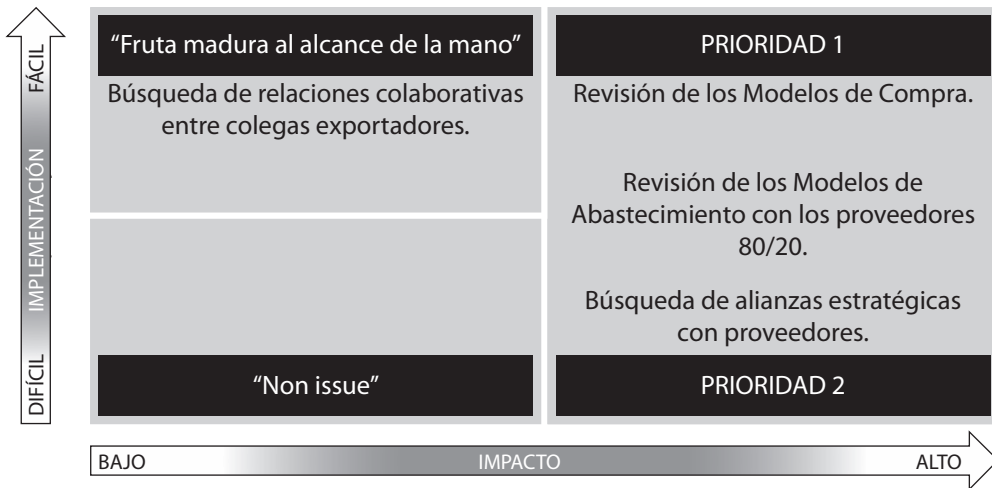 FÁCIL
IMPLEMENTACIÓN
DIFÍCIL
“Fruta madura al alcance de la mano”
Búsqueda de relaciones colaborativas
entre colegas exportadores.
PRIORIDAD 1
Revisión de los Modelos de Compra.
Revisión de los Modelos de
Abastecimiento con los proveedores
80/20.
Búsqueda de alianzas estratégicas
con proveedores.
“Non issue”
PRIORIDAD 2
BAJO
IMPACTO
ALTO